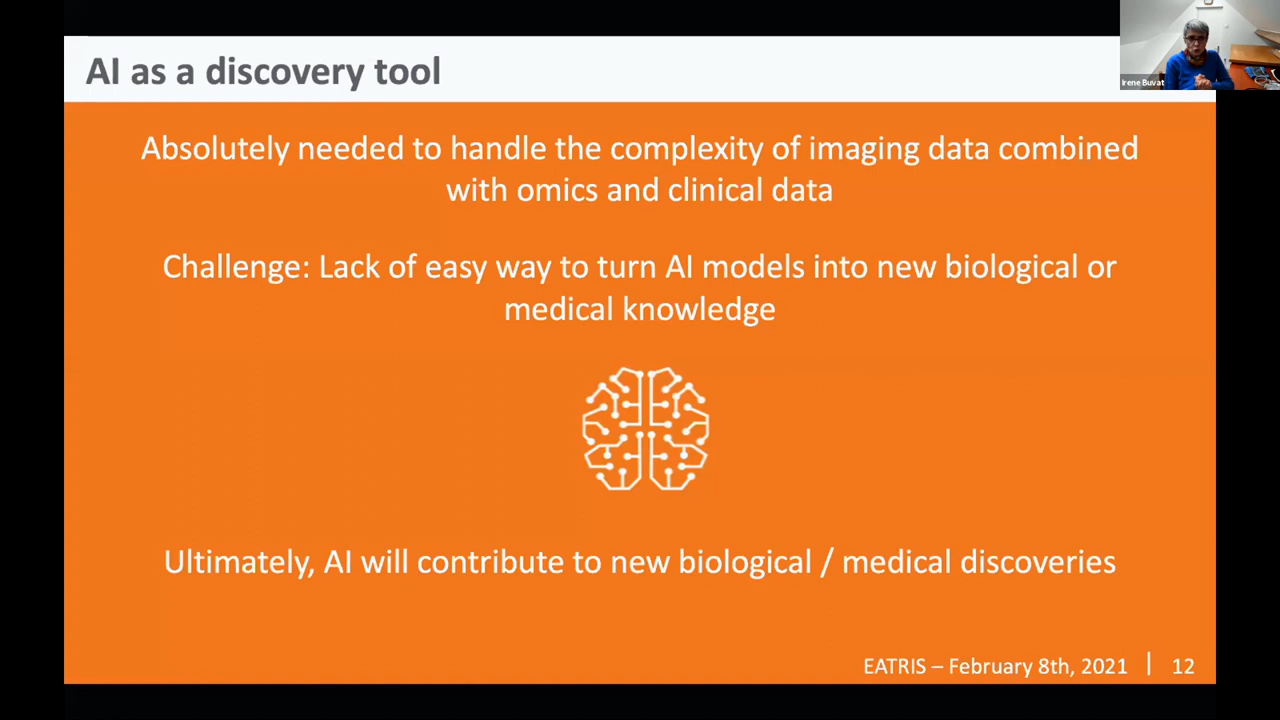 AI as a discovery tool
Irene Buvat
Absolutely needed to handle the complexity of imaging data combined
with omics and clinical data
Challenge: Lack of easy way to turn AI models into new biological or
medical knowledge
Ultimately, AI will contribute to new biological / medical discoveries
EATRIS – February 8th, 2021 | 12